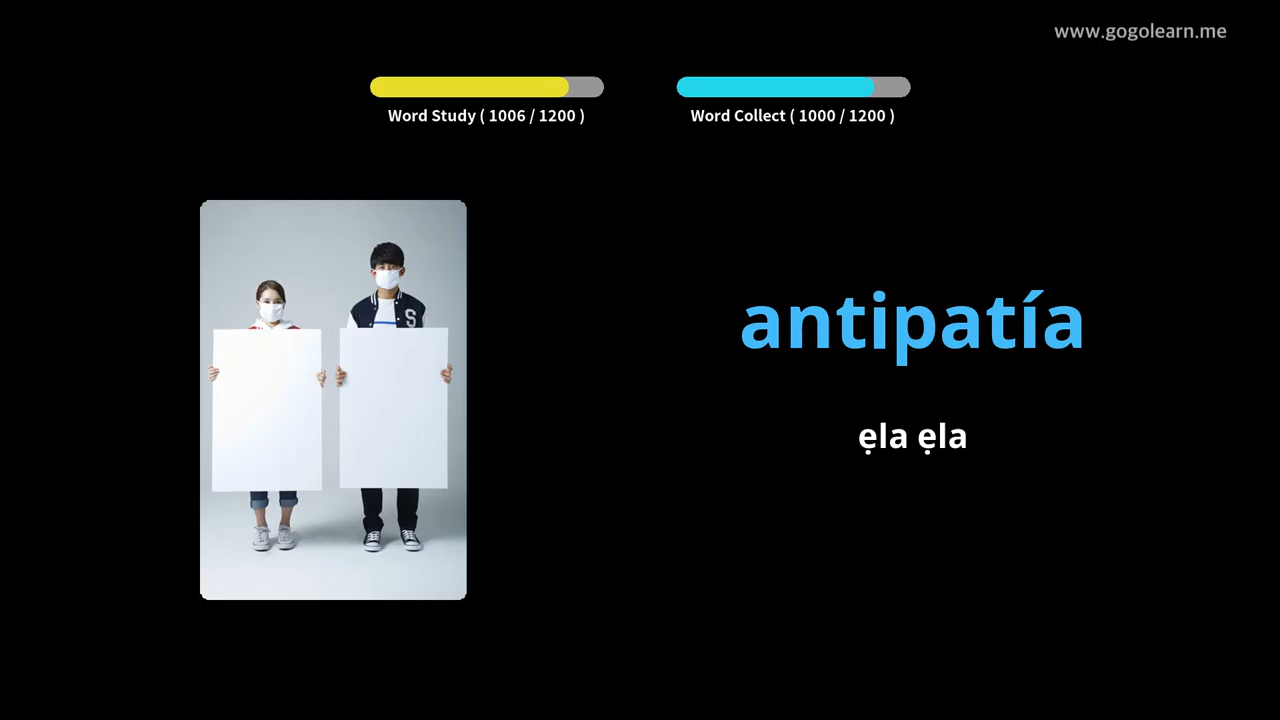 www.gogolearn.me
Word Study ( 1006 / 1200 )
Word Collect ( 1000 / 1200 )
S
antipatía
ẹla ẹla